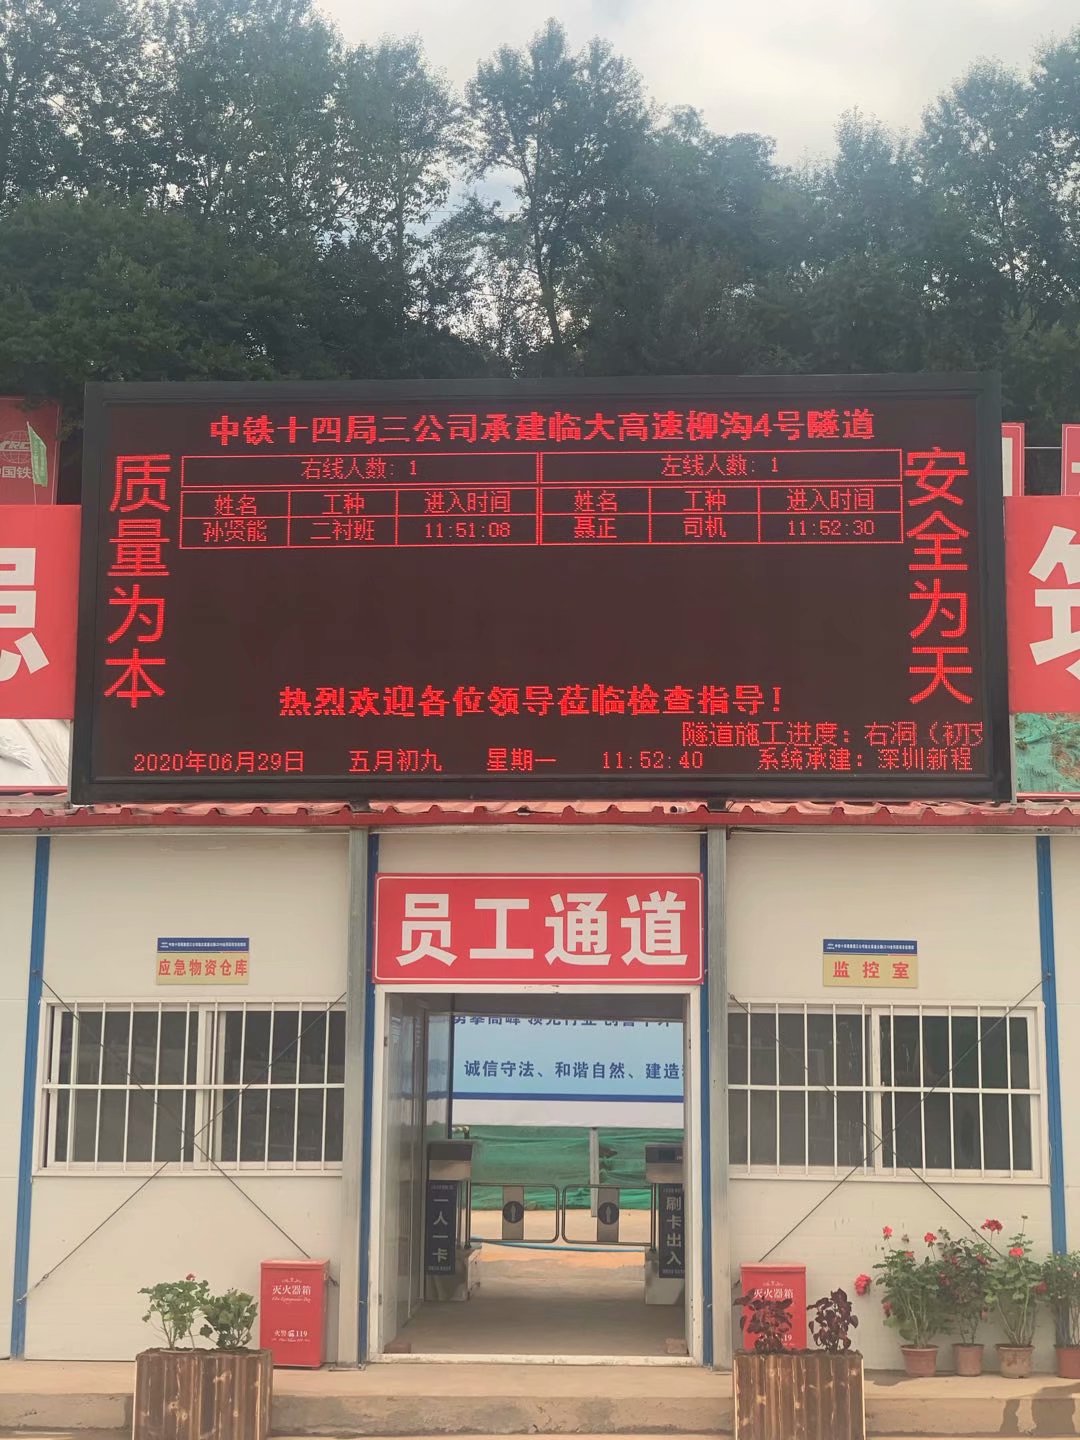 中铁十四局三公司承建临大高速柳沟4号隧道
质量为本
安全为天
右线人数: 1 左线人数: 1
姓名 工种 进入时间 姓名 工种 进入时间
孙贤能 二衬班 11:51:08 聂正 司机 11:52:30
热烈欢迎各位领导莅临检查指导!
隧道施工进度: 右洞（初
2020年06月29日 五月初九 星期一 11:52:40 系统承建: 深圳新程
中国铁
员工通道
应急物资仓库
监控室
诚信守法、和谐自然、建造
一人一卡
刷卡出入
灭火器箱
火警 119
灭火器箱
119